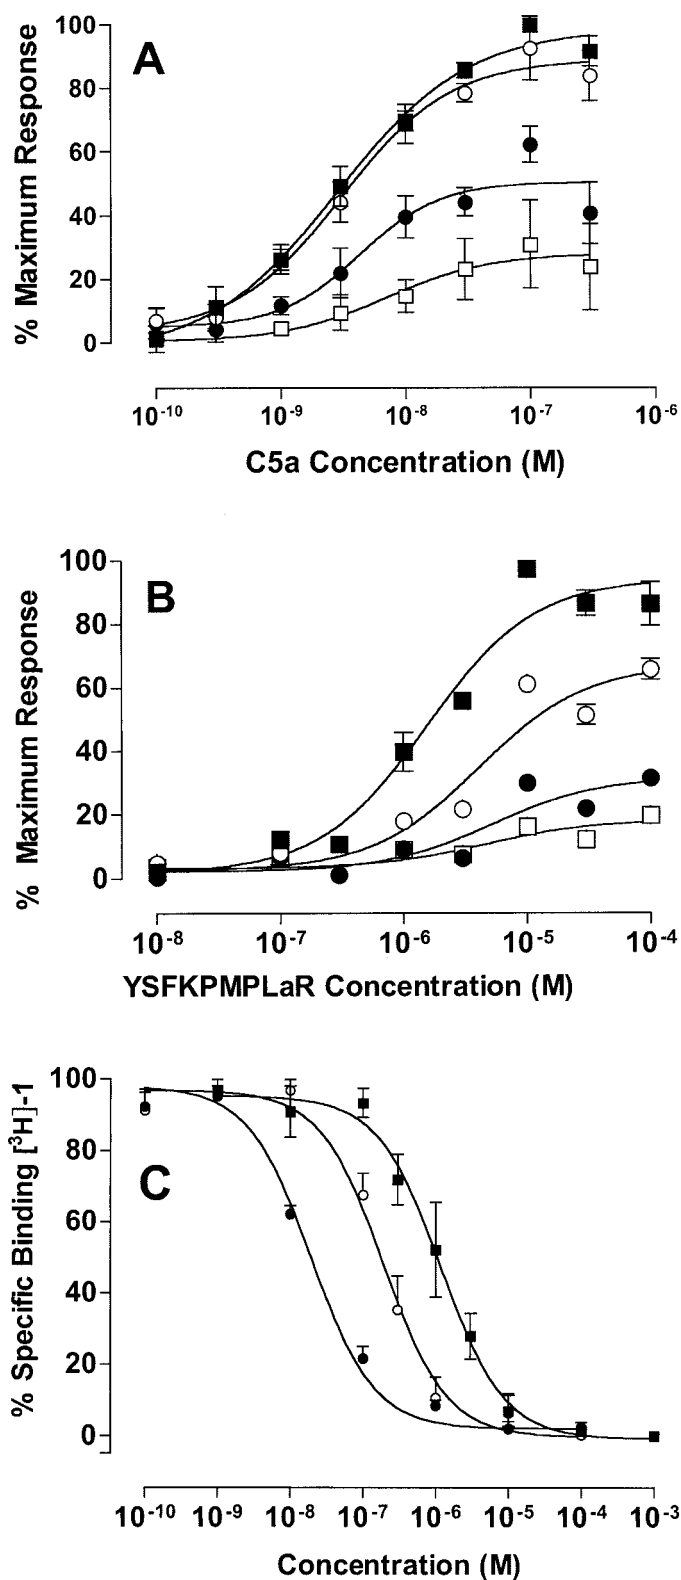 A
% Maximum Response
100
80
60
40
20
0
10-10 10-9 10-8 10-7 10-6
C5a Concentration (M)
B
% Maximum Response
100
80
60
40
20
0
10-8 10-7 10-6 10-5 10-4
YSFKPMPLaR Concentration (M)
C
% Specific Binding [3H]-1
100
80
60
40
20
0
10-10 10-9 10-8 10-7 10-6 10-5 10-4 10-3
Concentration (M)